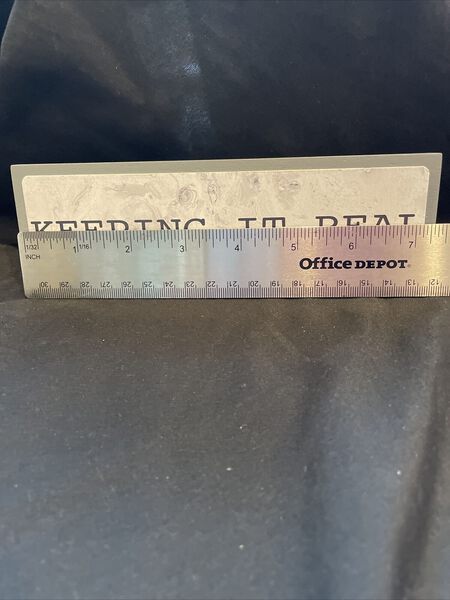 KEEPING IT REAL
1/32 1 1/16 2 3 4 5 6 7
INCH
Office DEPOT
30 29 28 27 26 25 24 23 22 21 20 19 18 17 16 15 14 13 12